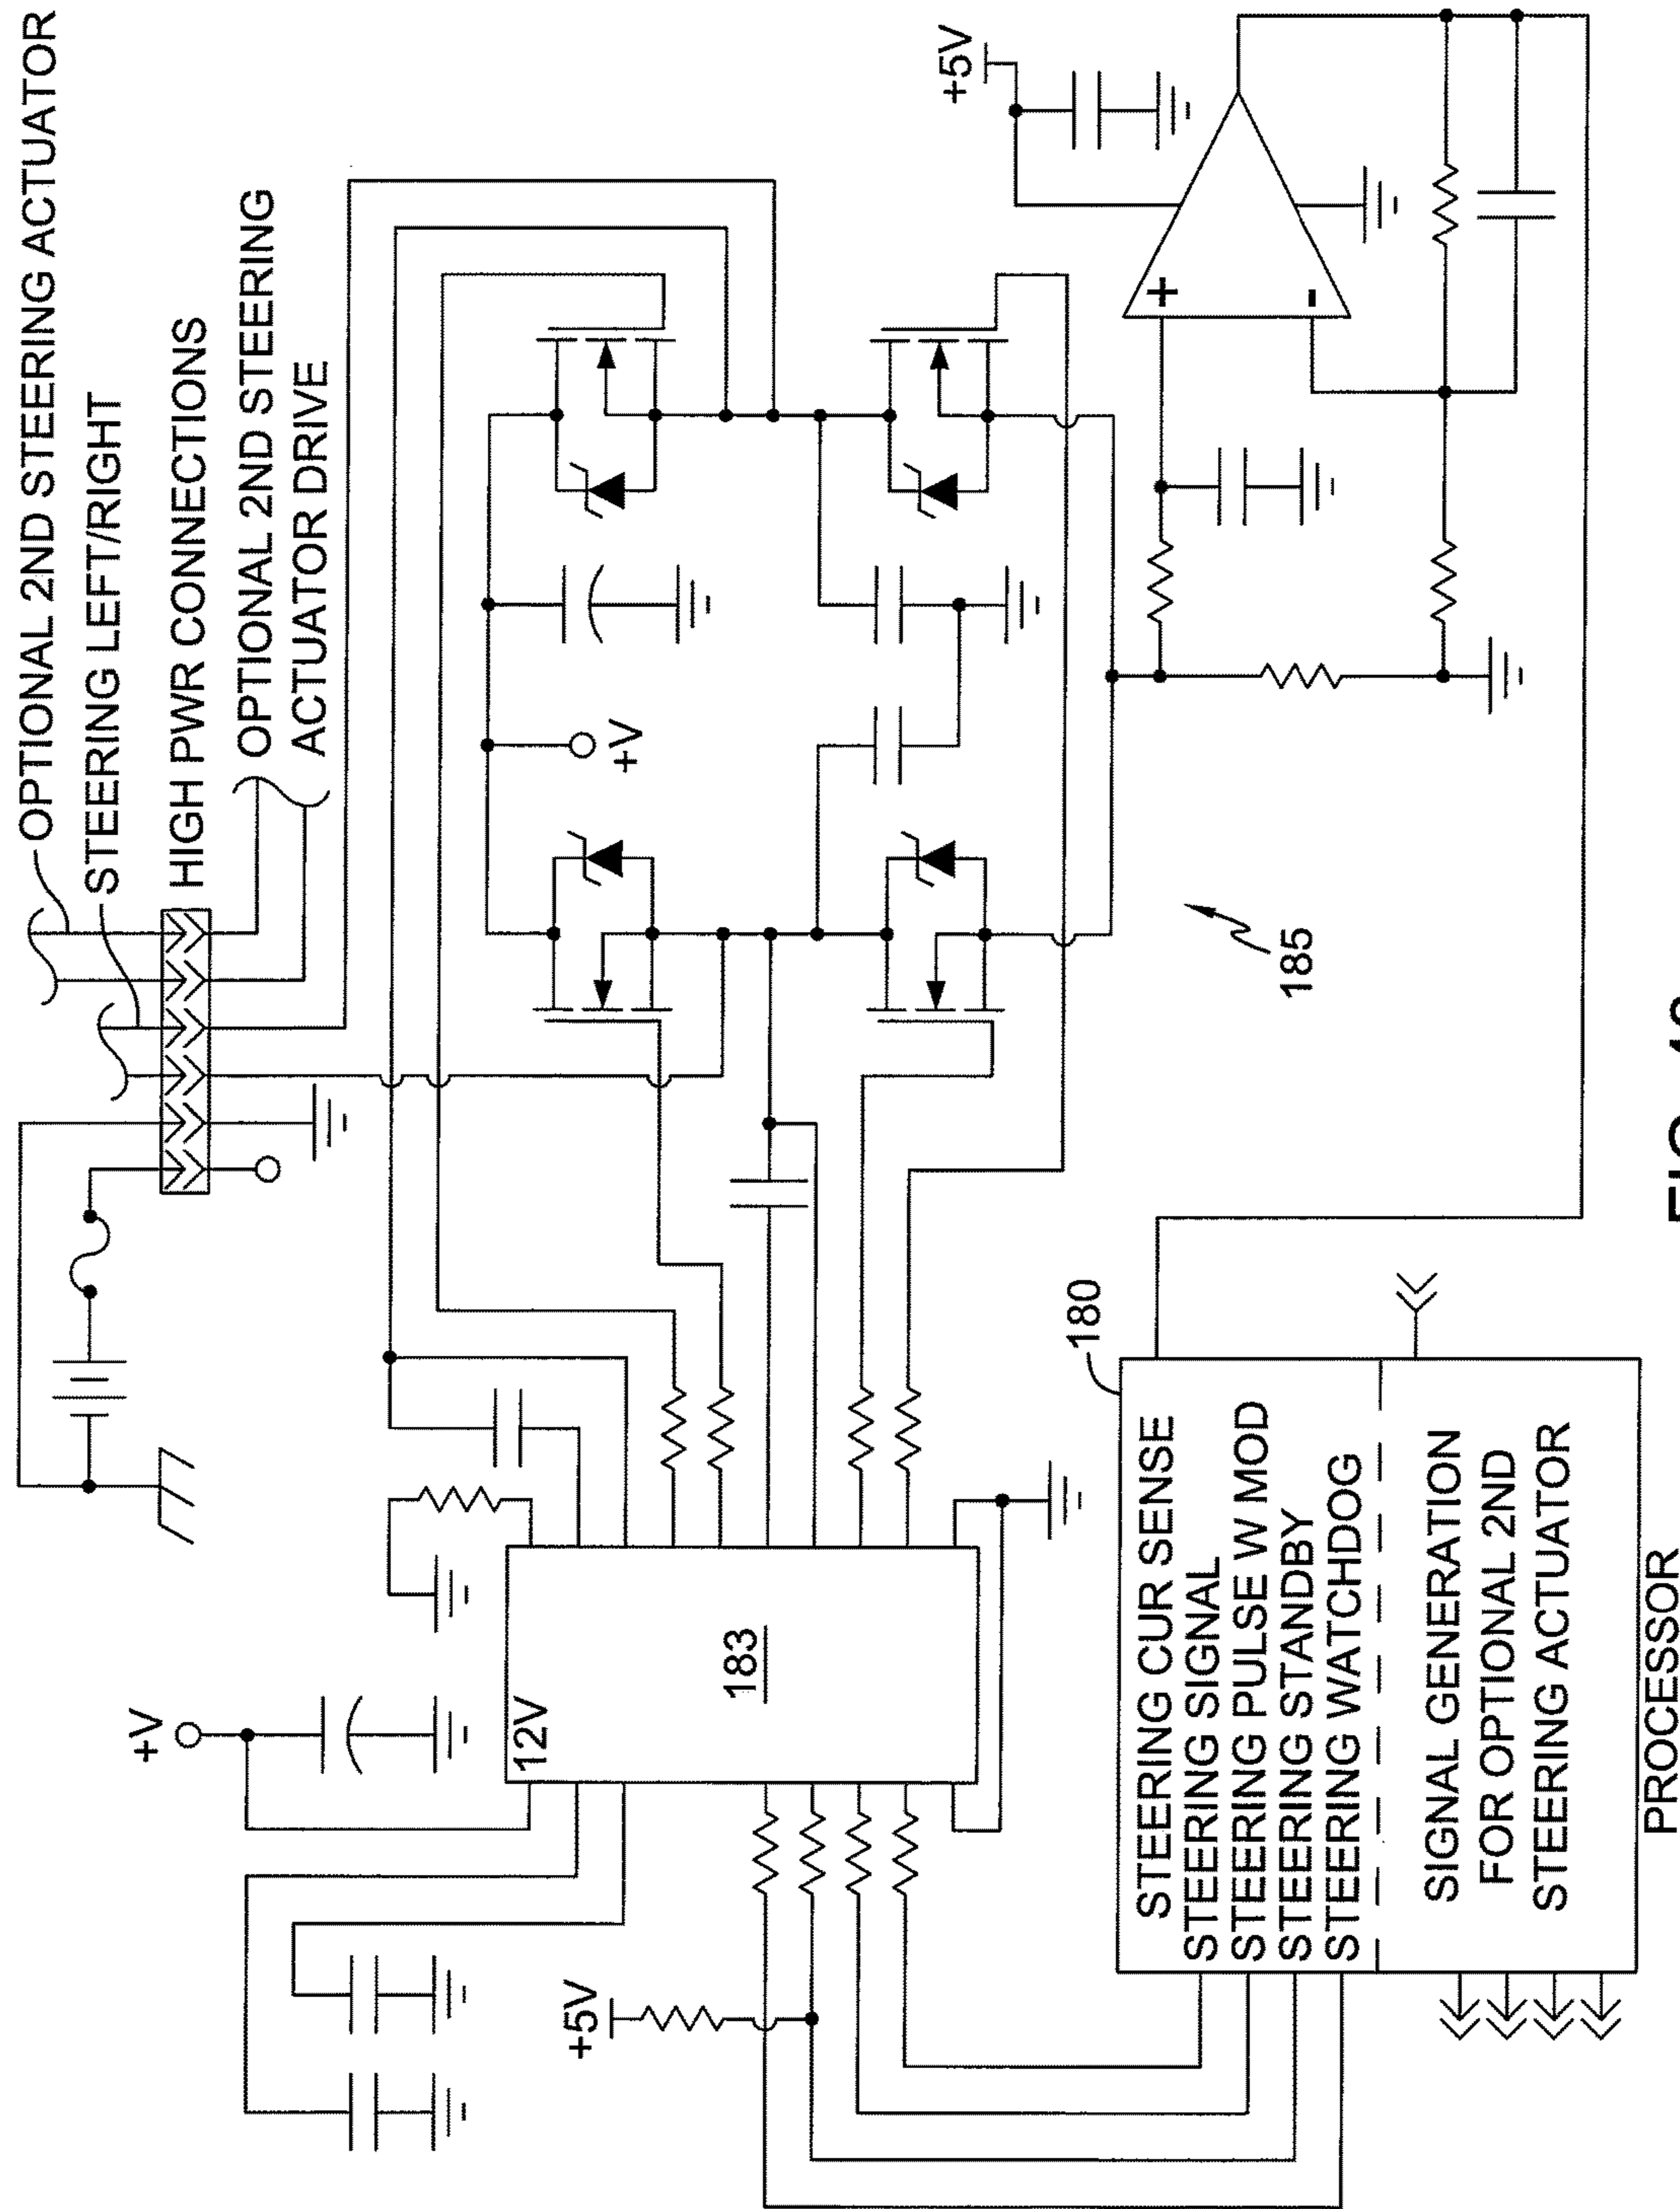 OPTIONAL 2ND STEERING ACTUATOR
STEERING LEFT/RIGHT
HIGH PWR CONNECTIONS
OPTIONAL 2ND STEERING
ACTUATOR DRIVE
+V
+V
12V
183
+5V
+5V
+
-
185
180
STEERING CUR SENSE
STEERING SIGNAL
STEERING PULSE W MOD
STEERING STANDBY
STEERING WATCHDOG
SIGNAL GENERATION
FOR OPTIONAL 2ND
STEERING ACTUATOR
PROCESSOR